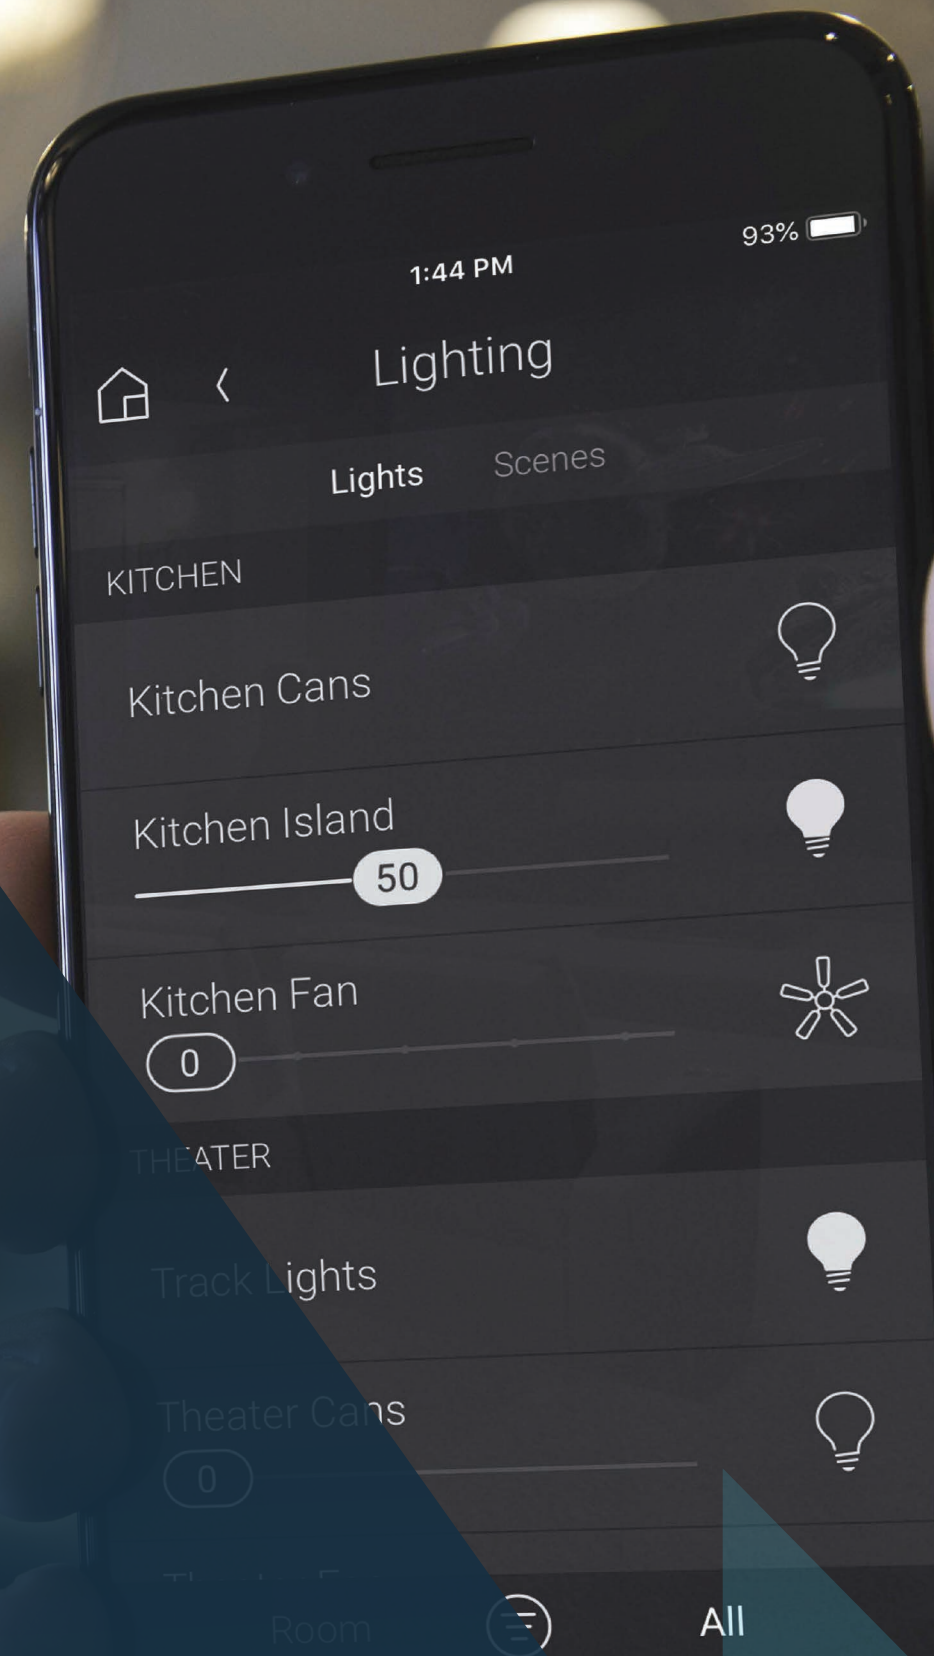 93%
1:44 PM
Lighting
Lights Scenes
KITCHEN
Kitchen Cans
Kitchen Island
50
Kitchen Fan
0
THEATER
Track Lights
Theater Cans
0
Room All